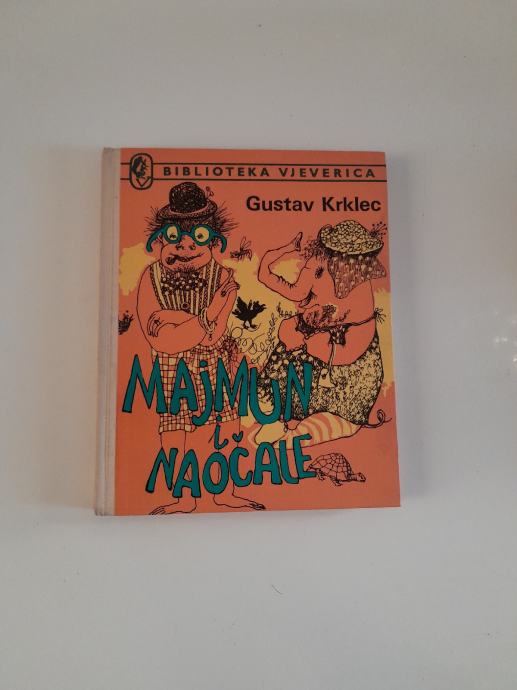 BIBLIOTEKA VJEVERICA
Gustav Krklec
MAJMUN
i
NAOČALE